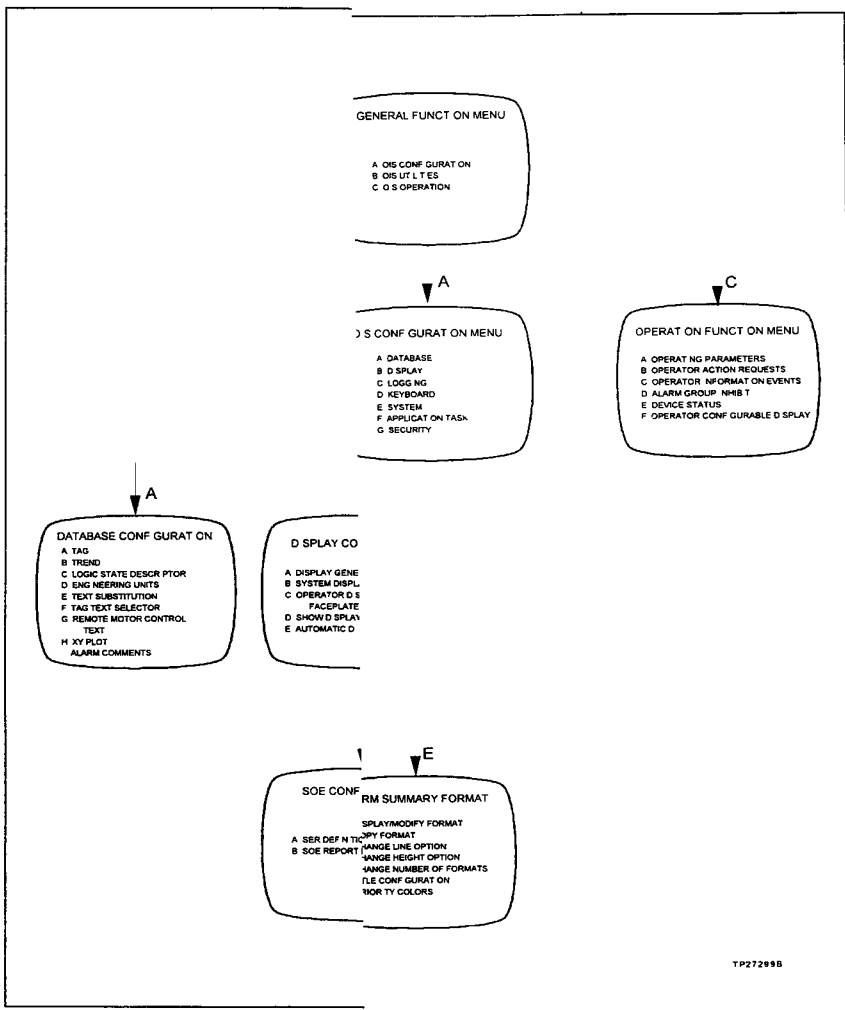 GENERAL FUNCT ON MENU
A OIS CONF GURAT ON
B OIS UT L T ES
C O S OPERATION
A
C
S CONF GURAT ON MENU
A DATABASE
B D SPLAY
C LOGG NG
D KEYBOARD
E SYSTEM
F APPLICAT ON TASK
G SECURITY
OPERAT ON FUNCT ON MENU
A OPERAT NG PARAMETERS
B OPERATOR ACTION REQUESTS
C OPERATOR NFORMAT ON EVENTS
D ALARM GROUP NHIB T
E DEVICE STATUS
F OPERATOR CONF GURABLE D SPLAY
A
DATABASE CONF GURAT ON
A TAG
B TREND
C LOGIC STATE DESCR PTOR
D ENG NEERING UNITS
E TEXT SUBSTITUTION
F TAG TEXT SELECTOR
G REMOTE MOTOR CONTROL
TEXT
H XY PLOT
ALARM COMMENTS
D SPLAY CO
A DISPLAY GENE
B SYSTEM DISPL
C OPERATOR D S
FACEPLATE
D SHOW D SPLAY
E AUTOMATIC D
E
SOE CONF
A SER DEF N TIO
B SOE REPORT
RM SUMMARY FORMAT
SPLAY/MODIFY FORMAT
OPY FORMAT
HANGE LINE OPTION
HANGE HEIGHT OPTION
HANGE NUMBER OF FORMATS
TLE CONF GURAT ON
RIOR TY COLORS
TP27299B